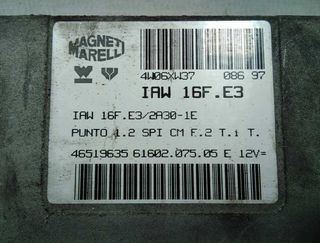 MAGNETI
MARELLI
4W06XW37 086 97
IAW 16F.E3
IAW 16F.E3/2A30-1E
PUNTO 1.2 SPI CM F.2 T.i T.
46519635 61602.075.05 E 12V=